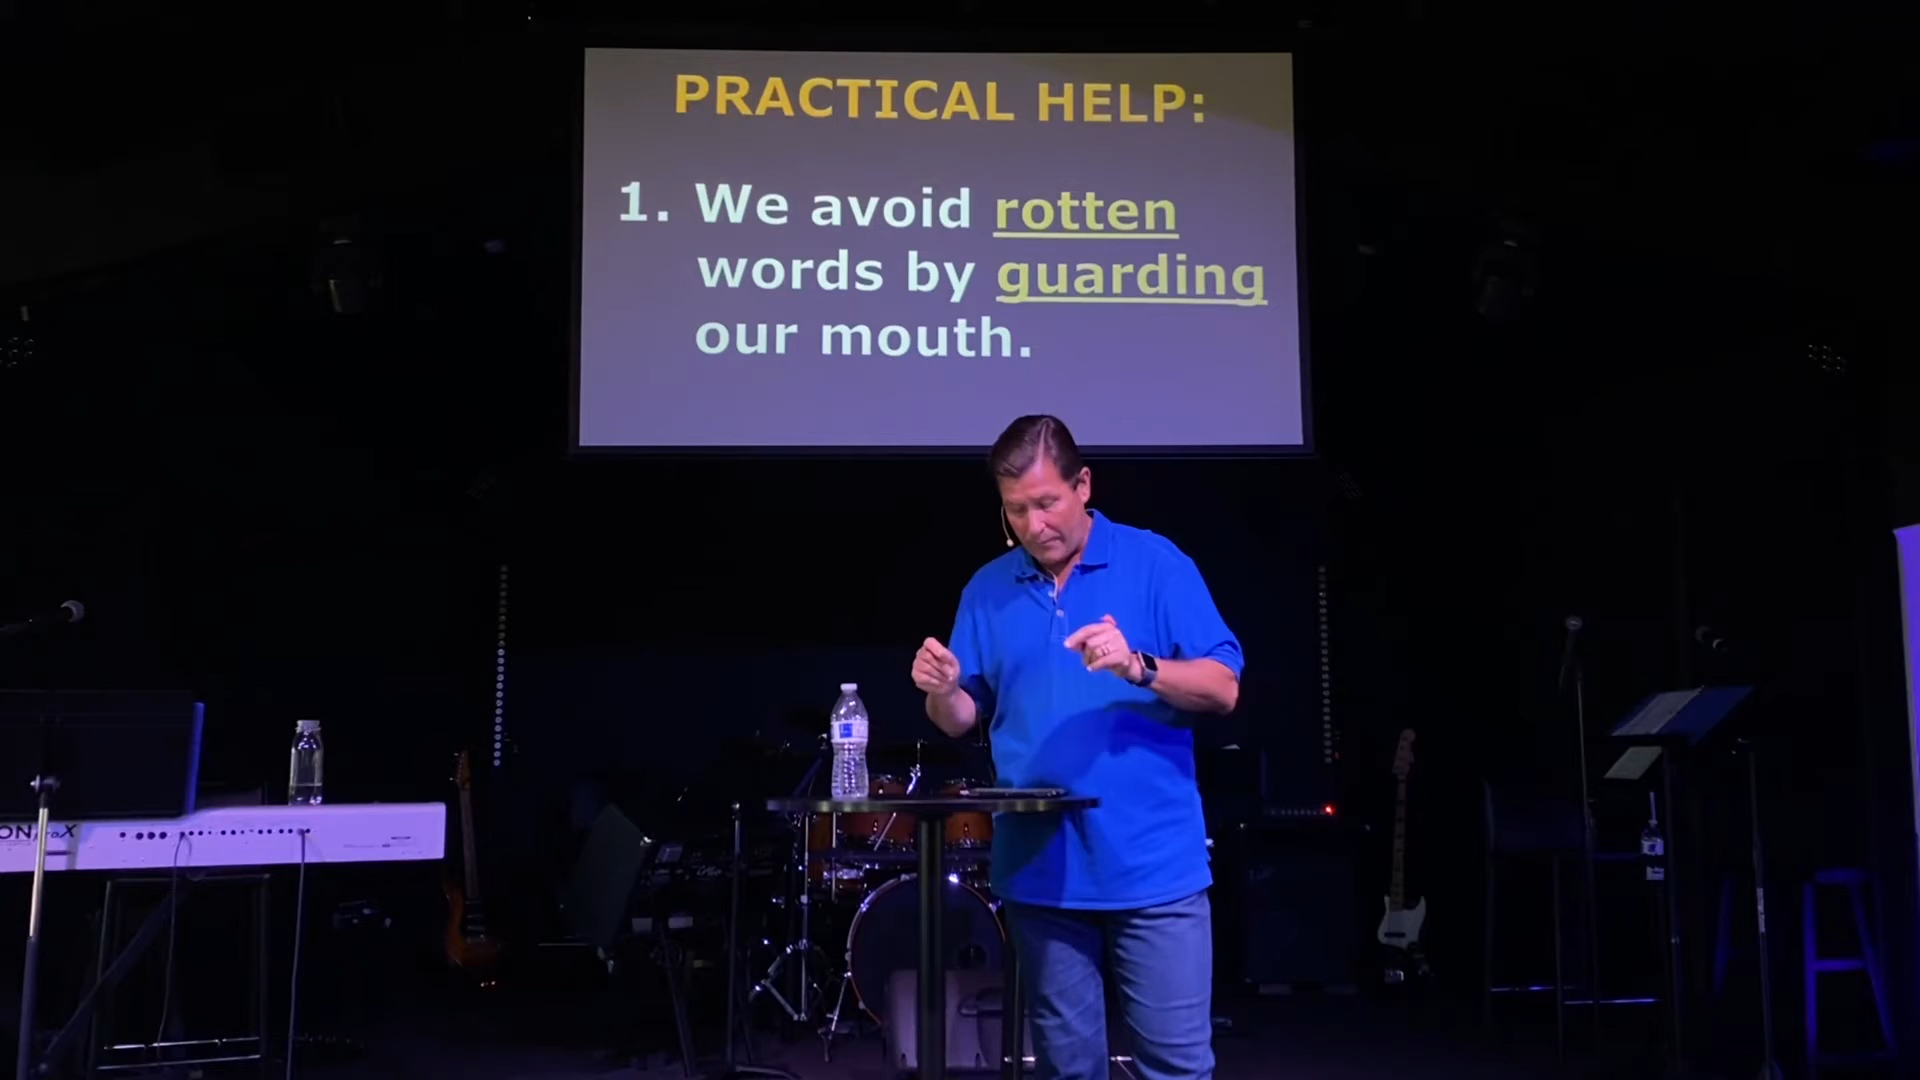 PRACTICAL HELP:
1. We avoid rotten
words by guarding
our mouth.